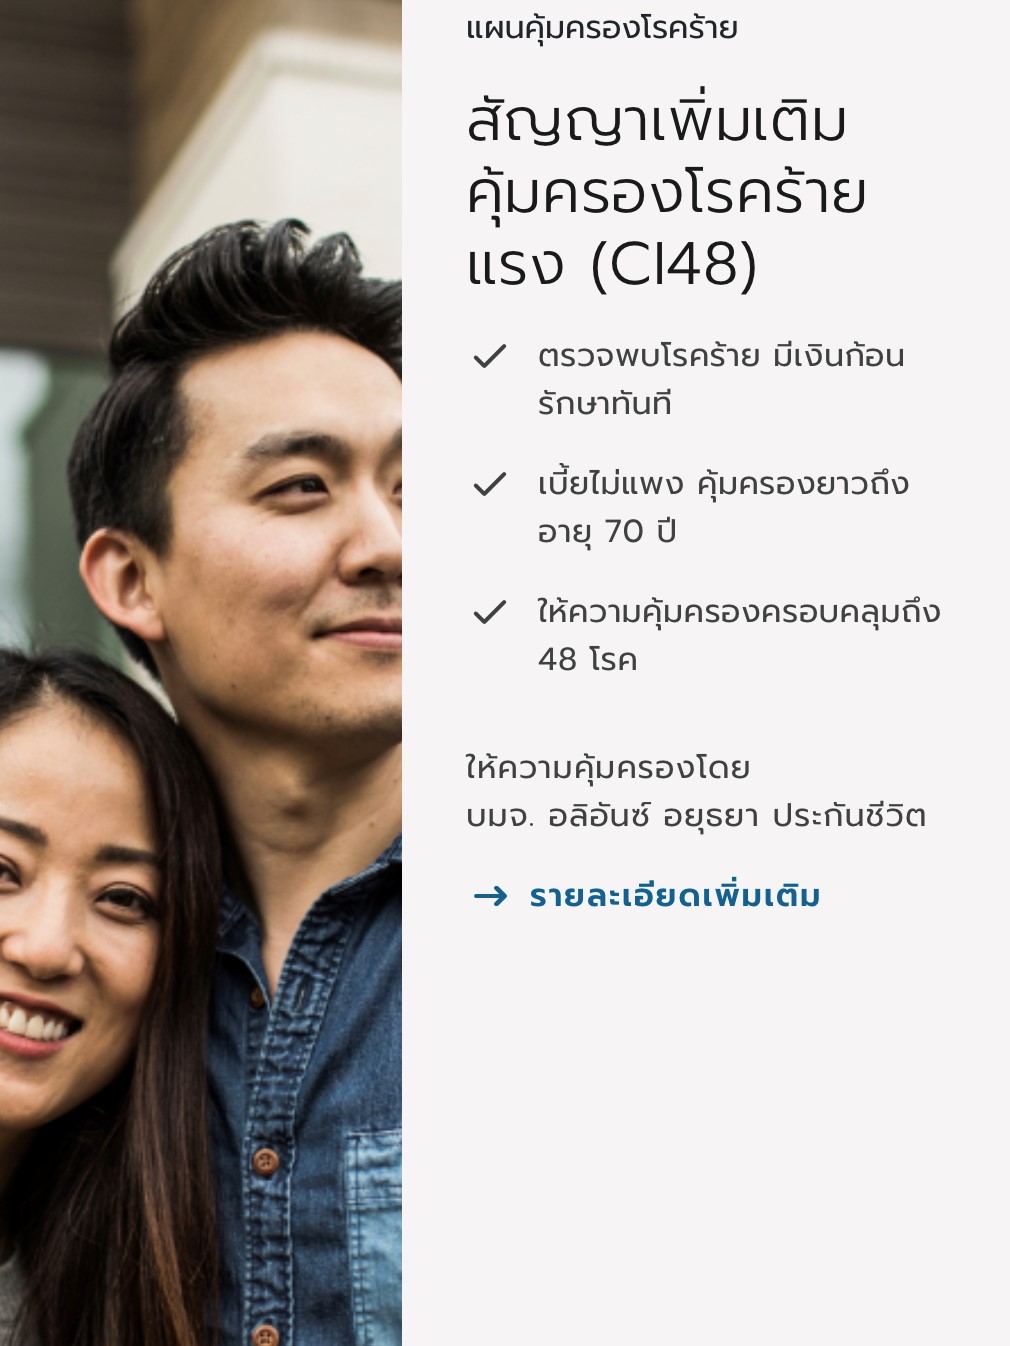 แผนคุ้มครองโรคร้าย
สัญญาเพิ่มเติม
คุ้มครองโรคร้าย
แรง (CI48)
ตรวจพบโรคร้าย มีเงินก้อน
รักษาทันที
เบี้ยไม่แพง คุ้มครองยาวถึง
อายุ 70 ปี
ให้ความคุ้มครองครอบคลุมถึง
48 โรค
ให้ความคุ้มครองโดย
บมจ. อลิอันซ์ อยุธยา ประกันชีวิต
รายละเอียดเพิ่มเติม